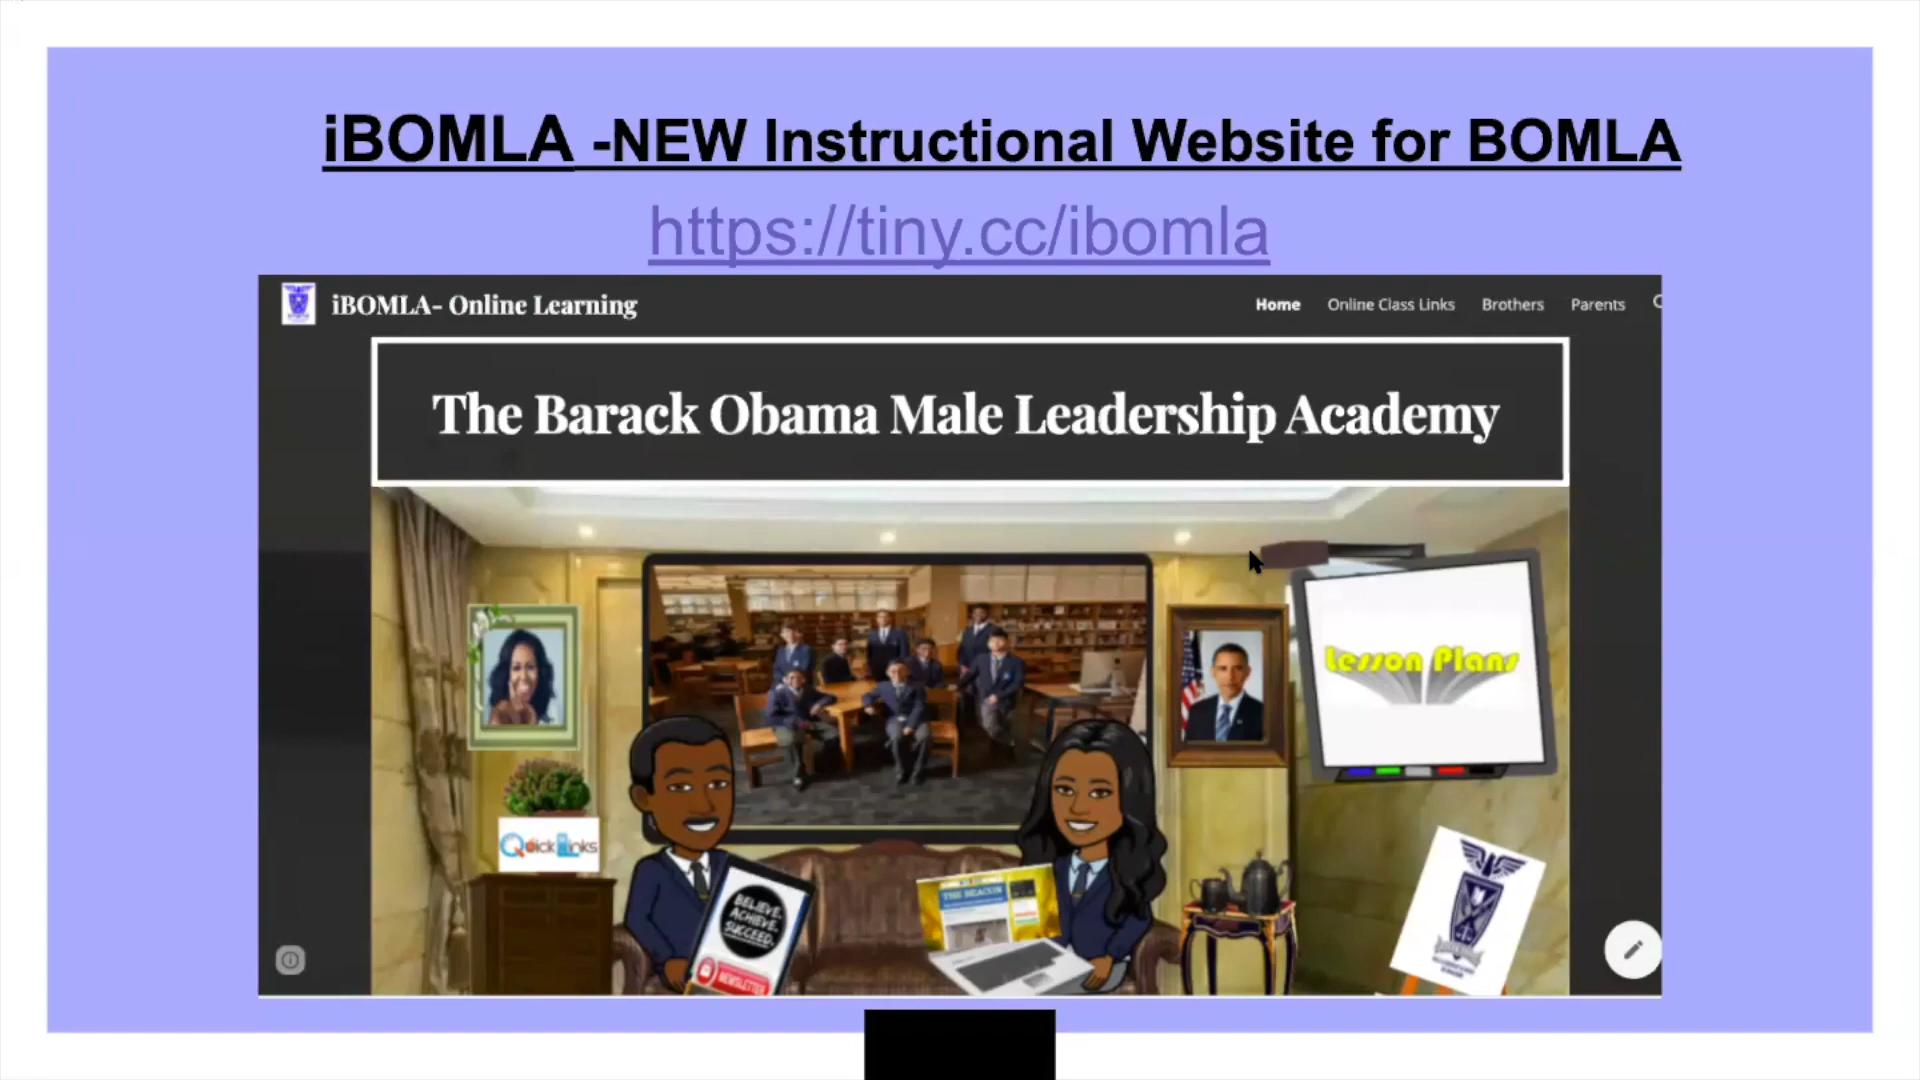 iBOMLA -NEW Instructional Website for BOMLA
https://tiny.cc/ibomla
iBOMLA- Online Learning
Home Online Class Links Brothers Parents
The Barack Obama Male Leadership Academy
Lesson Plans
Quick Links
THE BEACON
BELIEVE.
ACHIEVE.
SUCCEED.
NEWSLETTER